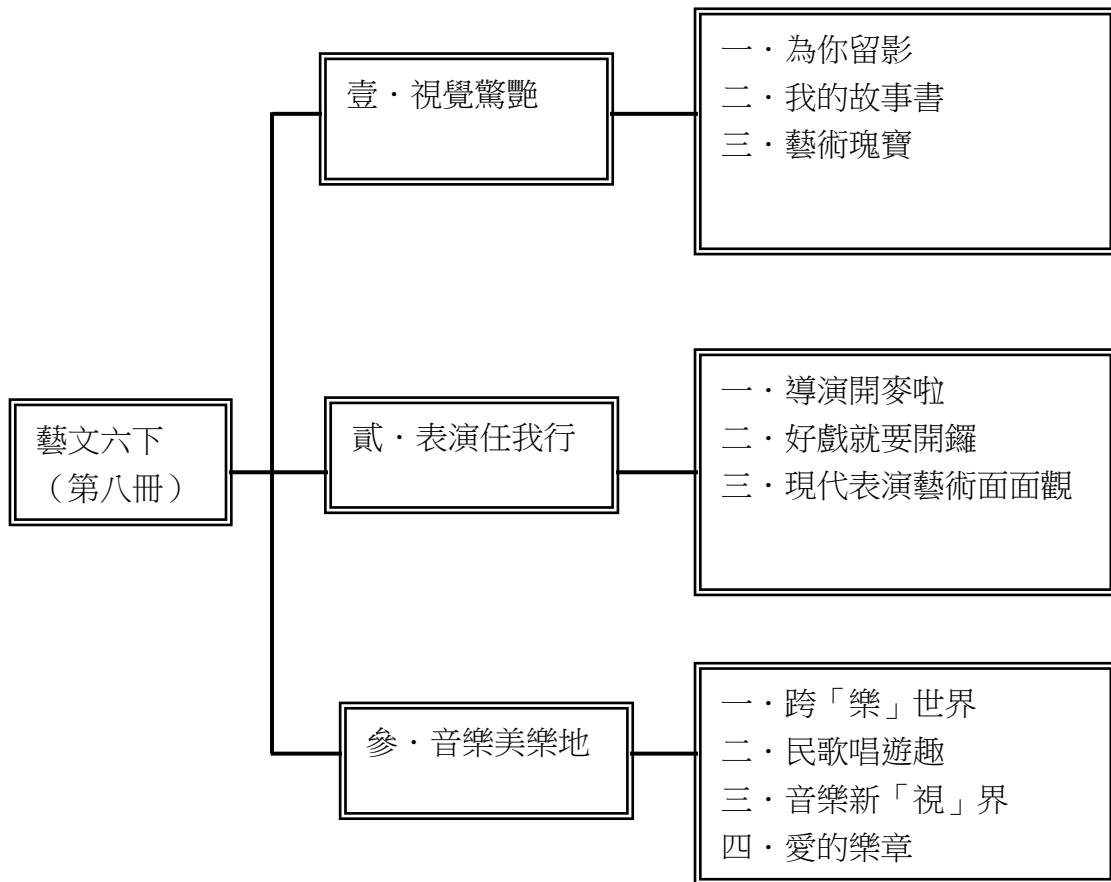 藝文六下
（第八冊）
壹．視覺驚艷
一．為你留影
二．我的故事書
三．藝術瑰寶
貳．表演任我行
一．導演開麥啦
二．好戲就要開鑼
三．現代表演藝術面面觀
參．音樂美樂地
一．跨「樂」世界
二．民歌唱遊趣
三．音樂新「視」界
四．愛的樂章